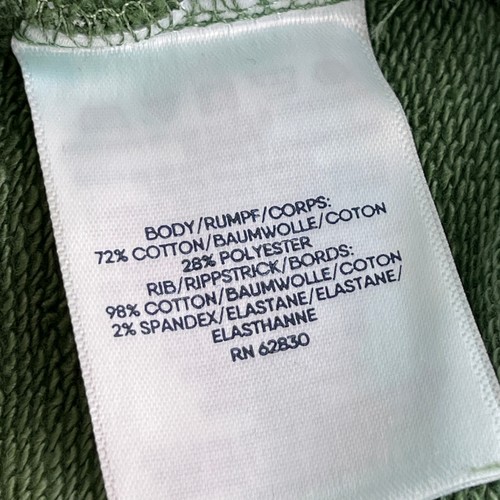 BODY/RUMPF/CORPS:
72% COTTON/BAUMWOLLE/COTON
28% POLYESTER
RIB/RIPPSTRICK/BORDS:
98% COTTON/BAUMWOLLE/COTON
2% SPANDEX/ELASTANE/ELASTANE/
ELASTHANNE
RN 62830